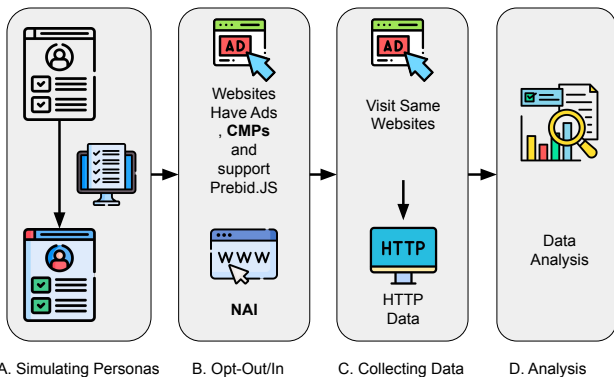 AD
Websites
Have Ads
, CMPs
and
support
Prebid.JS
WWW
NAI
AD
Visit Same
Websites
HTTP
HTTP
Data
Data
Analysis
A. Simulating Personas
B. Opt-Out/In
C. Collecting Data
D. Analysis